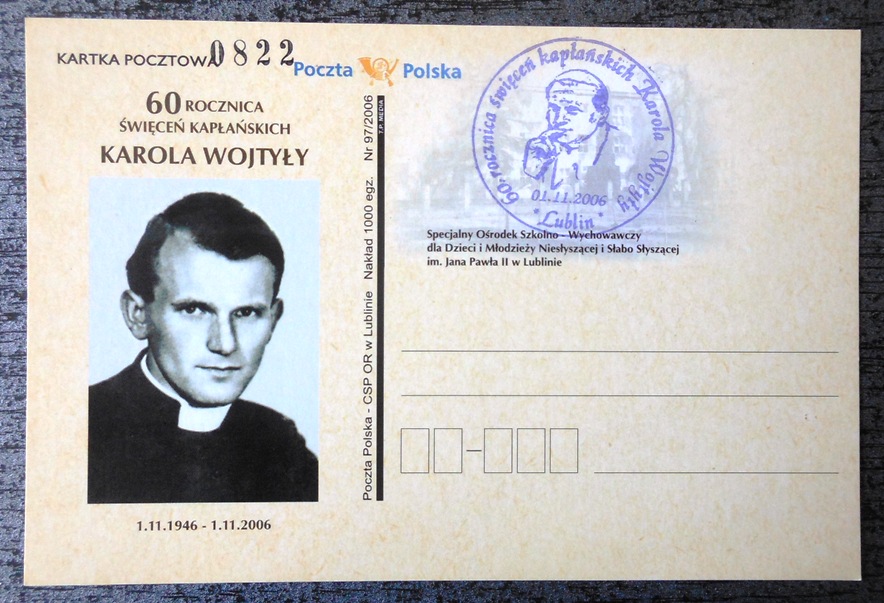 KARTKA POCZTOWA 0822
Poczta Polska
60 ROCZNICA
ŚWIĘCEŃ KAPŁAŃSKICH
KAROLA WOJTYŁY
1.11.1946 - 1.11.2006
Poczta Polska - CSP OR w Lublinie Nakład 1000 egz. Nr 97/2006
T.P. MEDIA
60 rocznica święceń kapłańskich Karola Wojtyły
01.11.2006
* Lublin *
Specjalny Ośrodek Szkolno - Wychowawczy
dla Dzieci i Młodzieży Niesłyszącej i Słabo Słyszącej
im. Jana Pawła II w Lublinie